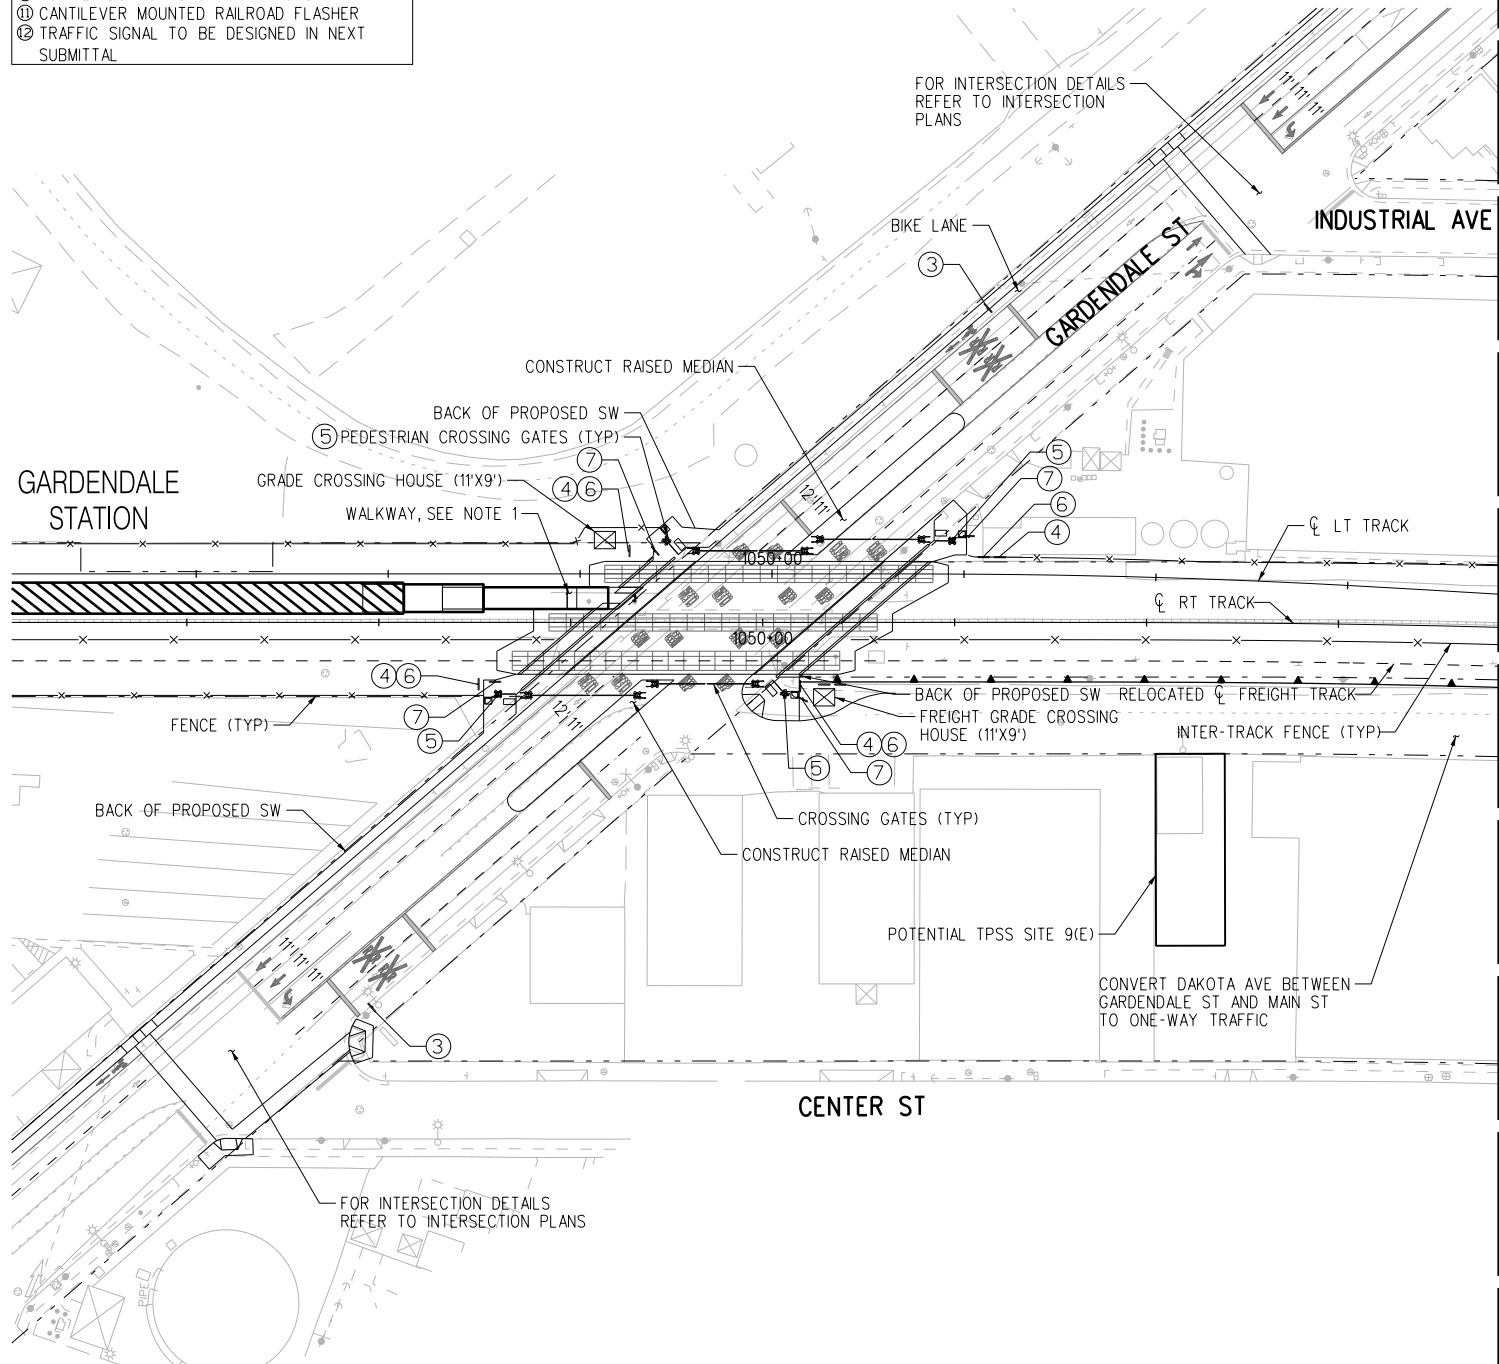 ⑪ CANTILEVER MOUNTED RAILROAD FLASHER
⑫ TRAFFIC SIGNAL TO BE DESIGNED IN NEXT
SUBMITTAL
FOR INTERSECTION DETAILS
REFER TO INTERSECTION
PLANS
11' 11' 11'
INDUSTRIAL AVE
BIKE LANE
③
GARDENDALE ST
CONSTRUCT RAISED MEDIAN
BACK OF PROPOSED SW
⑤ PEDESTRIAN CROSSING GATES (TYP)
⑦
④⑥
GRADE CROSSING HOUSE (11'X9')
WALKWAY, SEE NOTE 1
GARDENDALE
STATION
12' 11'
⑤
⑦
⑥
④
℄ LT TRACK
1050+00
℄ RT TRACK
1050+00
④⑥
⑦
⑤
FENCE (TYP)
12' 11'
BACK OF PROPOSED SW
RELOCATED ℄ FREIGHT TRACK
FREIGHT GRADE CROSSING
HOUSE (11'X9')
INTER-TRACK FENCE (TYP)
④⑥
⑤
⑦
BACK OF PROPOSED SW
CROSSING GATES (TYP)
CONSTRUCT RAISED MEDIAN
POTENTIAL TPSS SITE 9(E)
11' 11' 11'
CONVERT DAKOTA AVE BETWEEN
GARDENDALE ST AND MAIN ST
TO ONE-WAY TRAFFIC
③
CENTER ST
FOR INTERSECTION DETAILS
REFER TO INTERSECTION PLANS
PIPE